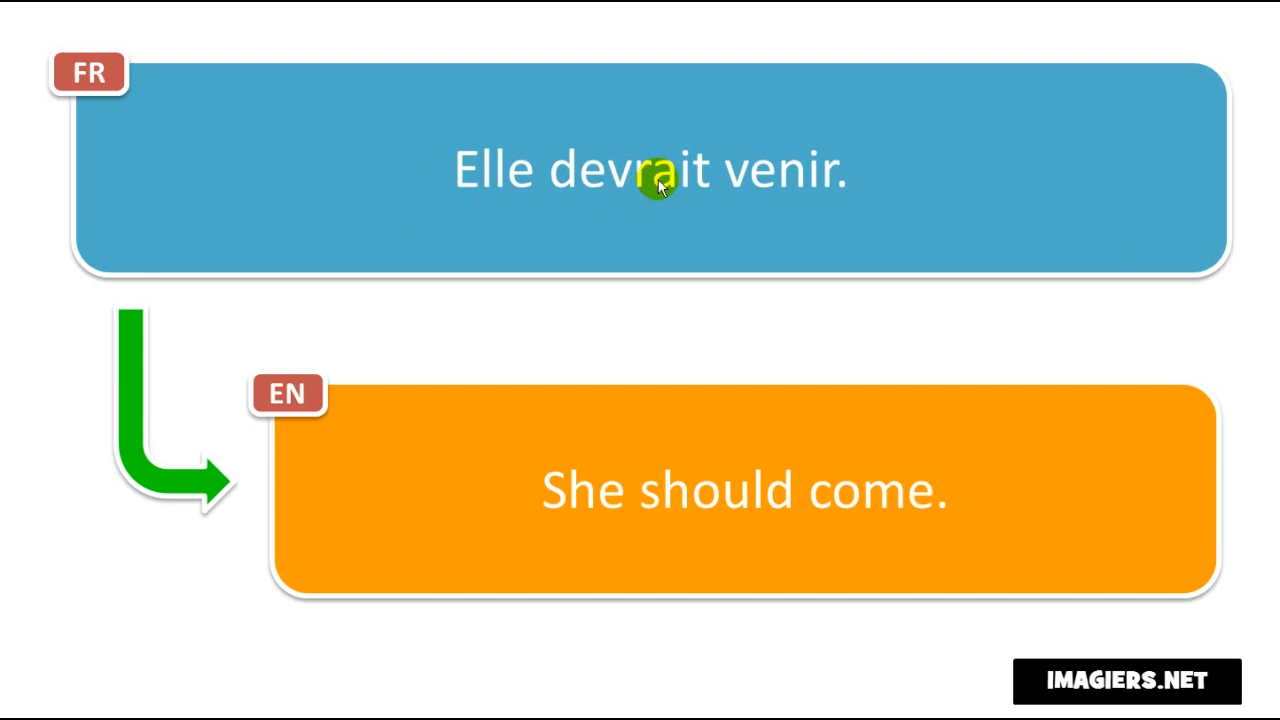 FR
Elle devrait venir.
EN
She should come.
IMAGIERS.NET